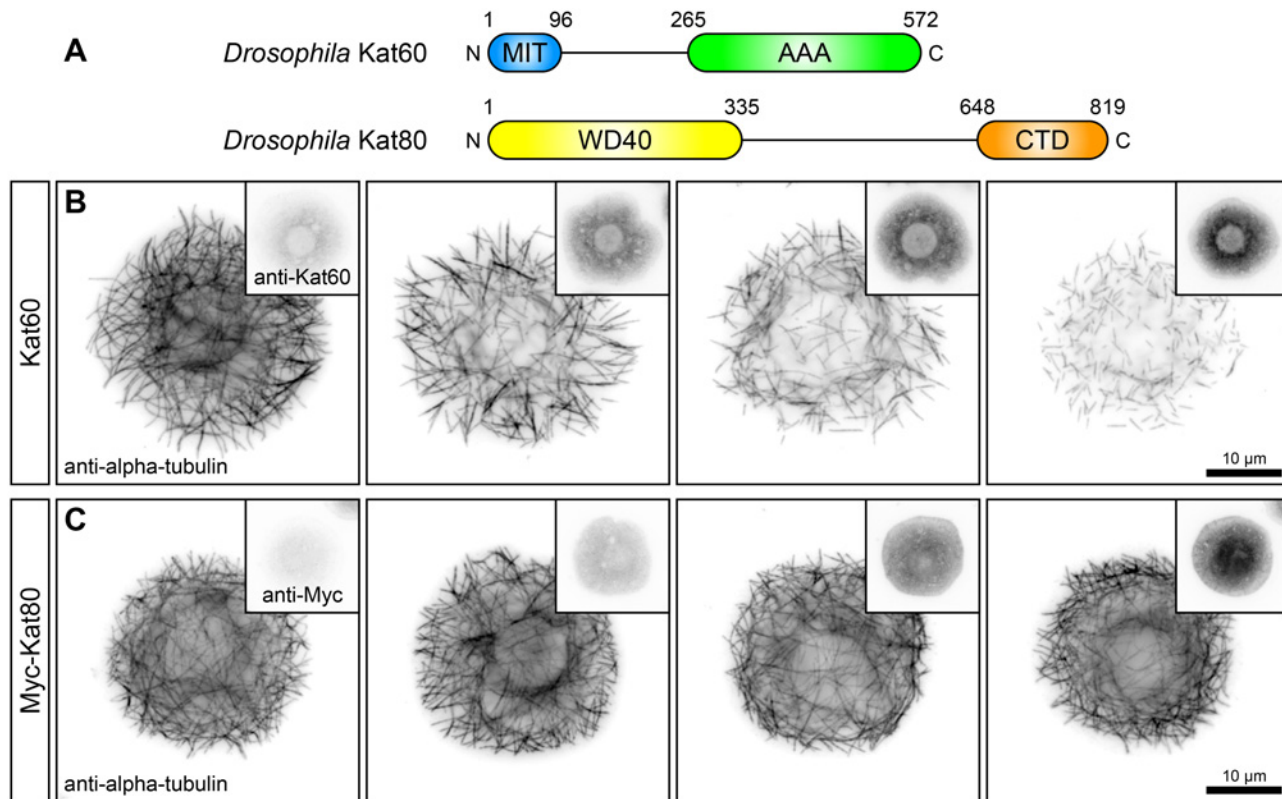 A
1 96 265 572
Drosophila Kat60 N MIT AAA C
1 335 648 819
Drosophila Kat80 N WD40 CTD C
Kat60
B
anti-Kat60
anti-alpha-tubulin
10 µm
Myc-Kat80
C
anti-Myc
anti-alpha-tubulin
10 µm